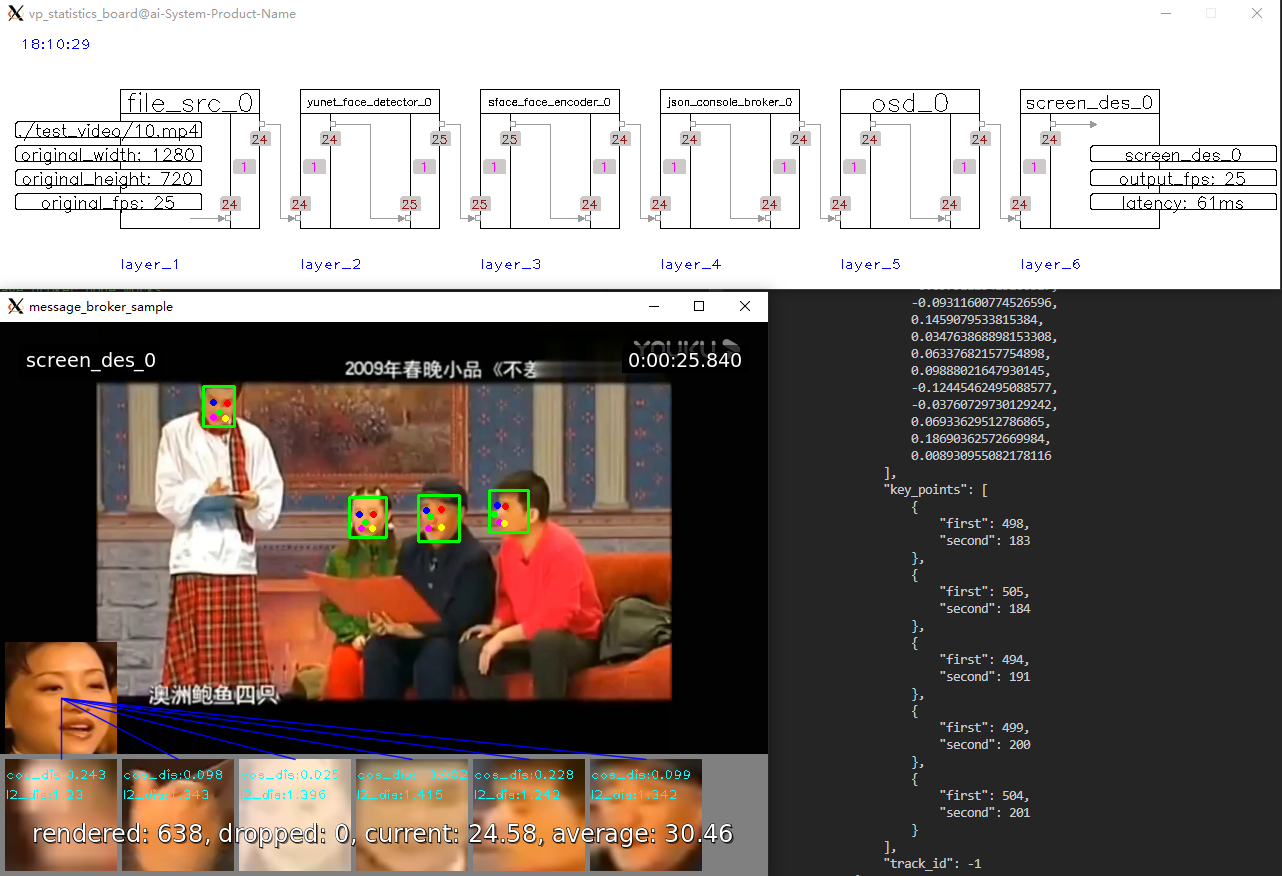 vp_statistics_board@ai-System-Product-Name
18:10:29
file_src_0
yunet_face_detector_0
sface_face_encoder_0
json_console_broker_0
osd_0
screen_des_0
./test_video/10.mp4
original_width: 1280
original_height: 720
original_fps: 25
24 24 25 25 24 24 24 24 24 24
screen_des_0
output_fps: 25
latency: 61ms
1 1 1 1 1 1 1 1 1 1
24 24 25 25 24 24 24 24 24 24
layer_1
layer_2
layer_3
layer_4
layer_5
layer_6
message_broker_sample
screen_des_0
YOUKU
0:00:25.840
2009年春晚小品《不差
澳洲鲍鱼四只
cos_dis:0.243
l2_dis:1.23
cos_dis:0.098
l2_dis:1.343
cos_dis:0.025
l2_dis:1.396
l2_dis:1.415
cos_dis:0.228
l2_dis:1.242
cos_dis:0.099
l2_dis:1.342
rendered: 638, dropped: 0, current: 24.58, average: 30.46
-0.09311600774526596,
0.1459079533815384,
0.034763868898153308,
0.06337682157754898,
0.09888021647930145,
-0.12445462495088577,
-0.03760729730129242,
0.06933629512786865,
0.18690362572669984,
0.008930955082178116
],
"key_points": [
{
"first": 498,
"second": 183
},
{
"first": 505,
"second": 184
},
{
"first": 494,
"second": 191
},
{
"first": 499,
"second": 200
},
{
"first": 504,
"second": 201
}
],
"track_id": -1